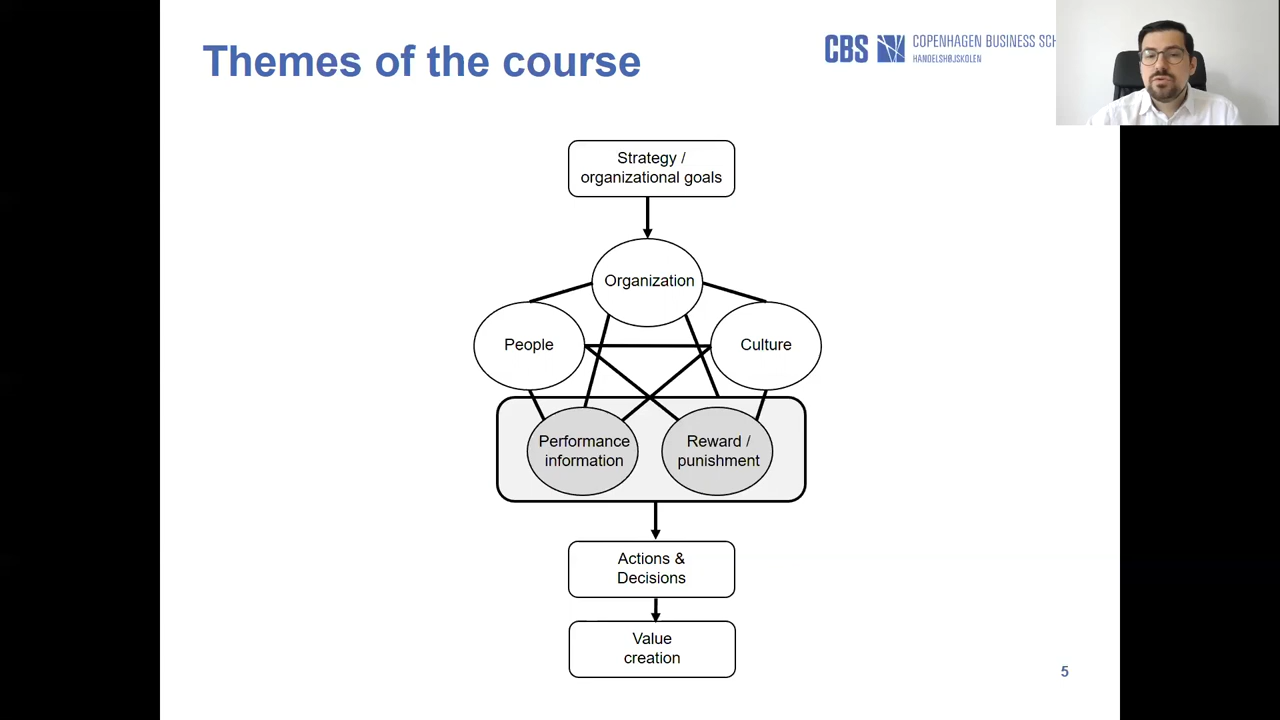 Themes of the course
CBS
COPENHAGEN BUSINESS SCH
HANDELSHØJSKOLEN
Strategy /
organizational goals
Organization
People
Culture
Performance
information
Reward /
punishment
Actions &
Decisions
Value
creation
5